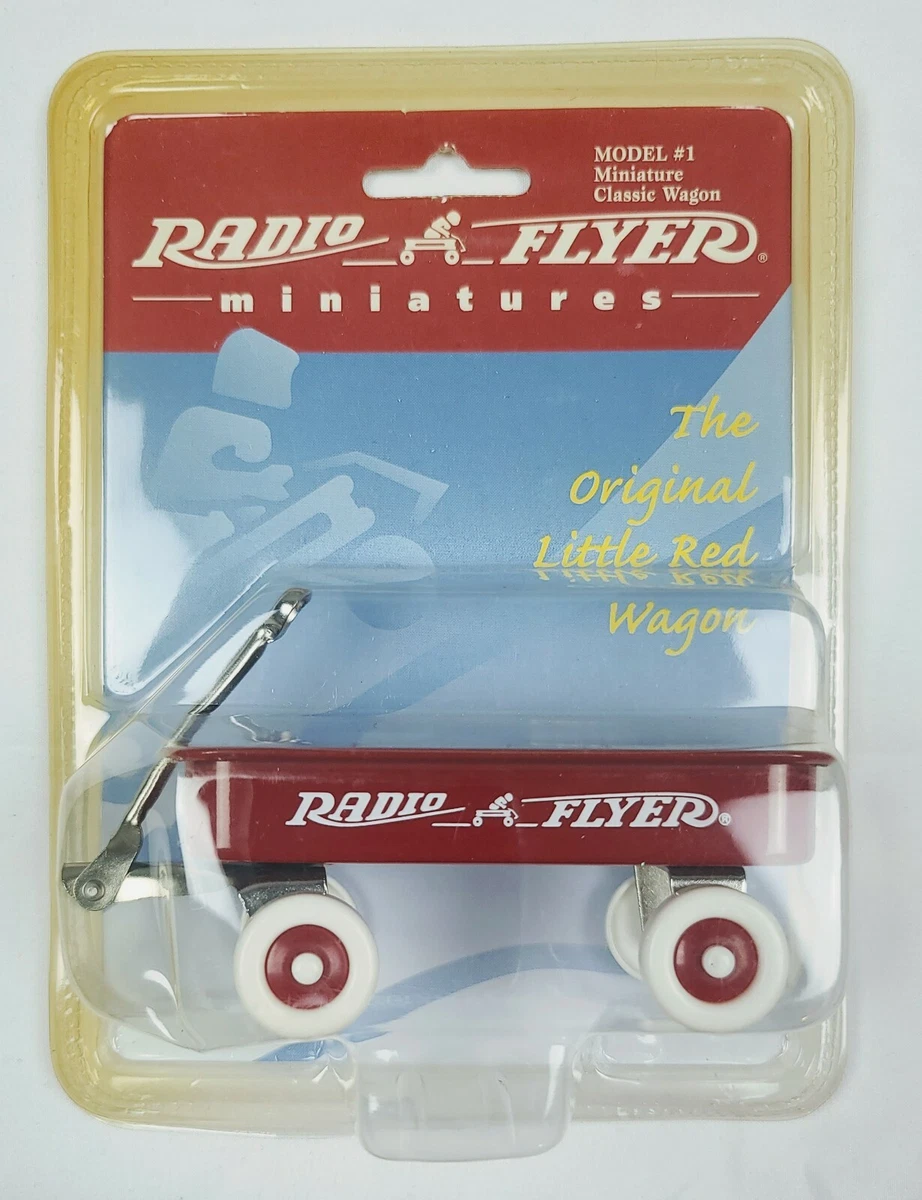 MODEL #1
Miniature
Classic Wagon
RADIO FLYER®
miniatures
The
Original
Little Red
Wagon
RADIO FLYER®